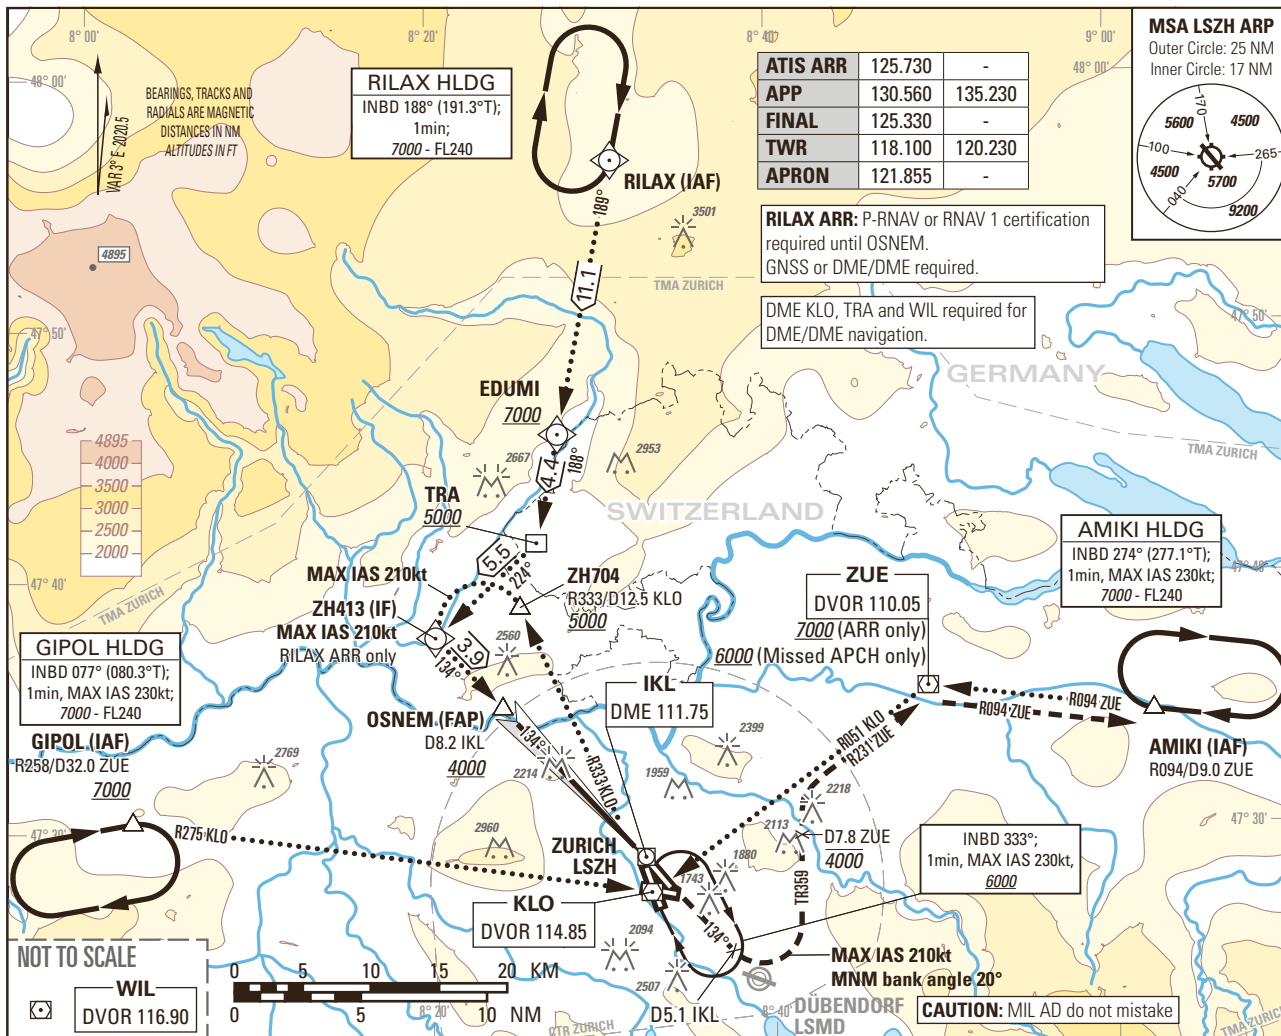 8° 00'
8° 20'
8° 40'
9° 00'
48° 00'
48° 00'
47° 50'
47° 50'
47° 40'
47° 40'
47° 30'
47° 30'
8° 20'
8° 40'
BEARINGS, TRACKS AND
RADIALS ARE MAGNETIC
DISTANCES IN NM
ALTITUDES IN FT
VAR 3° E 2020.5
RILAX HLDG
INBD 188° (191.3°T);
1min;
7000 - FL240
RILAX (IAF)
ATIS ARR 125.730 -
APP 130.560 135.230
FINAL 125.330 -
TWR 118.100 120.230
APRON 121.855 -
MSA LSZH ARP
Outer Circle: 25 NM
Inner Circle: 17 NM
170
5600
4500
100
265
4500
5700
040
9200
RILAX ARR: P-RNAV or RNAV 1 certification
required until OSNEM.
GNSS or DME/DME required.
DME KLO, TRA and WIL required for
DME/DME navigation.
189°
3501
11.1
TMA ZURICH
4895
GERMANY
EDUMI
7000
4.4
188°
2667
2953
TMA ZURICH
4895
4000
3500
3000
2500
2000
TRA
5000
SWITZERLAND
5.5
224°
MAX IAS 210kt
ZH704
R333/D12.5 KLO
5000
AMIKI HLDG
INBD 274° (277.1°T);
1min, MAX IAS 230kt;
7000 - FL240
ZUE
DVOR 110.05
7000 (ARR only)
6000 (Missed APCH only)
TMA ZURICH
ZH413 (IF)
MAX IAS 210kt
RILAX ARR only
3.9
134°
2560
GIPOL HLDG
INBD 077° (080.3°T);
1min, MAX IAS 230kt;
7000 - FL240
GIPOL (IAF)
R258/D32.0 ZUE
7000
IKL
DME 111.75
OSNEM (FAP)
D8.2 IKL
4000
134°
2214
R333 KLO
2399
1959
R051 KLO
R231 ZUE
R094 ZUE
R094 ZUE
AMIKI (IAF)
R094/D9.0 ZUE
2769
2218
2113
D7.8 ZUE
4000
R275 KLO
2960
ZURICH
LSZH
1880
1743
TR359
INBD 333°;
1min, MAX IAS 230kt,
6000
KLO
DVOR 114.85
134°
2094
2507
D5.1 IKL
MAX IAS 210kt
MNM bank angle 20°
NOT TO SCALE
WIL
DVOR 116.90
0 5 10 15 20 KM
0 5 10 NM
CTR ZURICH
DÜBENDORF
LSMD
CAUTION: MIL AD do not mistake
TMA ZURICH